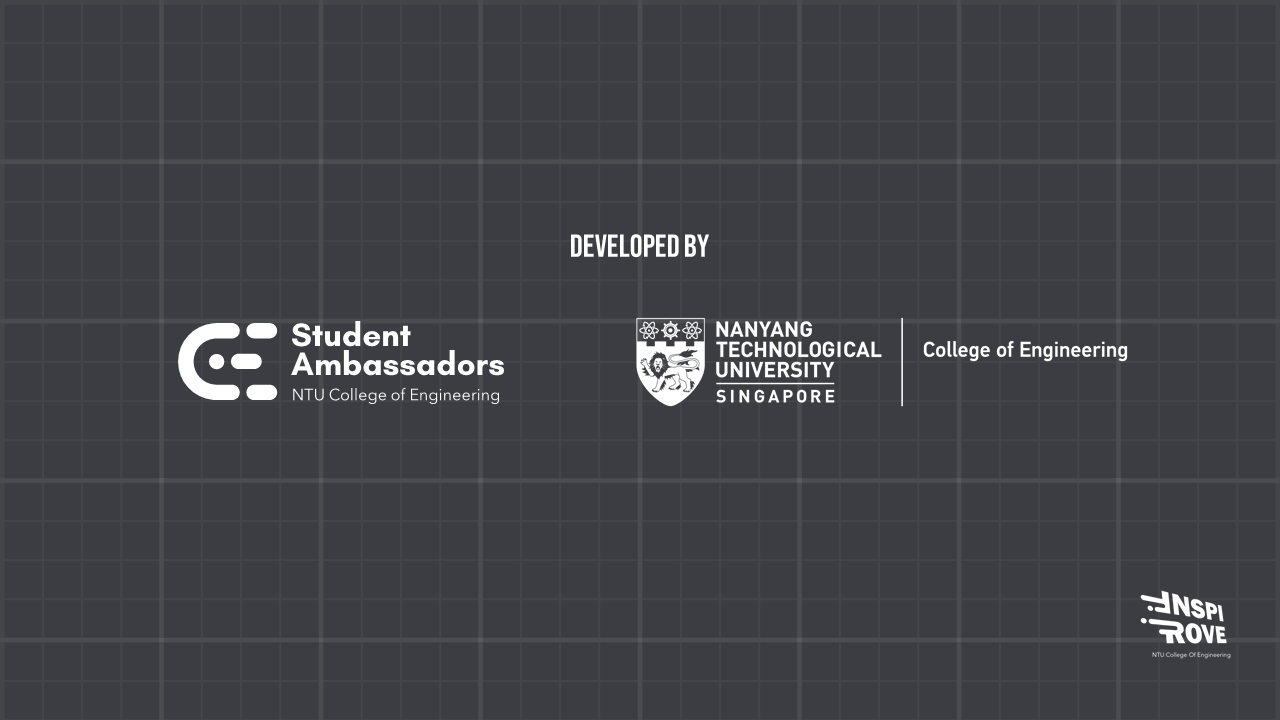 DEVELOPED BY
Student
Ambassadors
NTU College of Engineering
NANYANG
TECHNOLOGICAL
UNIVERSITY
SINGAPORE
College of Engineering
INSPI
ROVE
NTU College Of Engineering